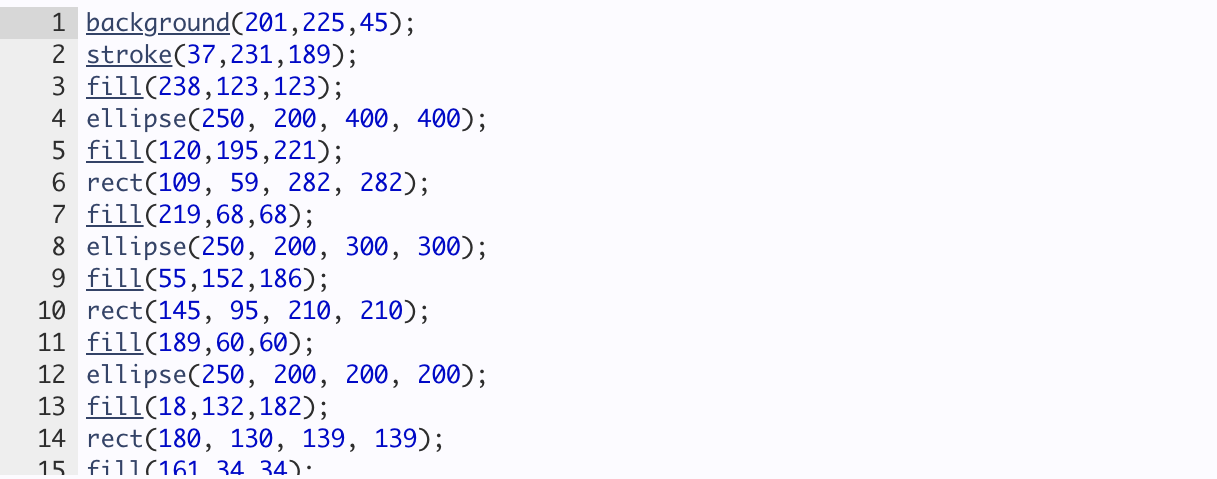 1 background(201,225,45);
2 stroke(37,231,189);
3 fill(238,123,123);
4 ellipse(250, 200, 400, 400);
5 fill(120,195,221);
6 rect(109, 59, 282, 282);
7 fill(219,68,68);
8 ellipse(250, 200, 300, 300);
9 fill(55,152,186);
10 rect(145, 95, 210, 210);
11 fill(189,60,60);
12 ellipse(250, 200, 200, 200);
13 fill(18,132,182);
14 rect(180, 130, 139, 139);
15 fill(161,34,34);